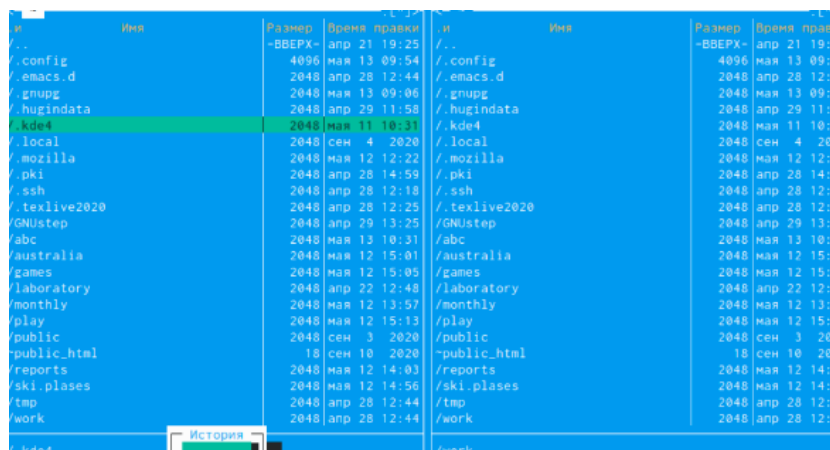 .и Имя Размер Время правки .и Имя Размер Время прав
/.. -ВВЕРХ- апр 21 19:25 /.. -ВВЕРХ- апр 21 19:
/.config 4096 мая 13 09:54 /.config 4096 мая 13 09:
/.emacs.d 2048 апр 28 12:44 /.emacs.d 2048 апр 28 12:
/.gnupg 2048 мая 13 09:06 /.gnupg 2048 мая 13 09:
/.hugindata 2048 апр 29 11:58 /.hugindata 2048 апр 29 11:
/.kde4 2048 мая 11 10:31 /.kde4 2048 мая 11 10:
/.local 2048 сен 4 2020 /.local 2048 сен 4 20
/.mozilla 2048 мая 12 12:22 /.mozilla 2048 мая 12 12:
/.pki 2048 апр 28 14:59 /.pki 2048 апр 28 14:
/.ssh 2048 апр 28 12:18 /.ssh 2048 апр 28 12:
/.texlive2020 2048 апр 28 12:25 /.texlive2020 2048 апр 28 12:
/GNUstep 2048 апр 29 13:25 /GNUstep 2048 апр 29 13:
/abc 2048 мая 13 10:31 /abc 2048 мая 13 10:
/australia 2048 мая 12 15:01 /australia 2048 мая 12 15:
/games 2048 мая 12 15:05 /games 2048 мая 12 15:
/laboratory 2048 апр 22 12:48 /laboratory 2048 апр 22 12:
/monthly 2048 мая 12 13:57 /monthly 2048 мая 12 13:
/play 2048 мая 12 15:13 /play 2048 мая 12 15:
/public 2048 сен 3 2020 /public 2048 сен 3 20
~public_html 18 сен 10 2020 ~public_html 18 сен 10 20
/reports 2048 мая 12 14:03 /reports 2048 мая 12 14:
/ski.plases 2048 мая 12 14:56 /ski.plases 2048 мая 12 14:
/tmp 2048 апр 28 12:44 /tmp 2048 апр 28 12:
/work 2048 апр 28 12:44 /work 2048 апр 28 12:
История